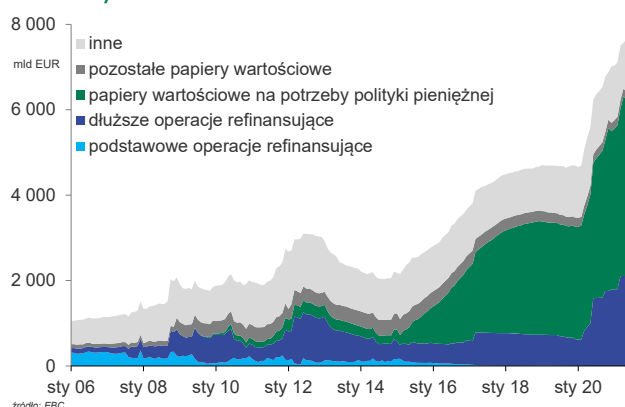 8 000
mld EUR
6 000
4 000
2 000
0
inne
pozostałe papiery wartościowe
papiery wartościowe na potrzeby polityki pieniężnej
dłuższe operacje refinansujące
podstawowe operacje refinansujące
sty 06 sty 08 sty 10 sty 12 sty 14 sty 16 sty 18 sty 20
źródło: EBC